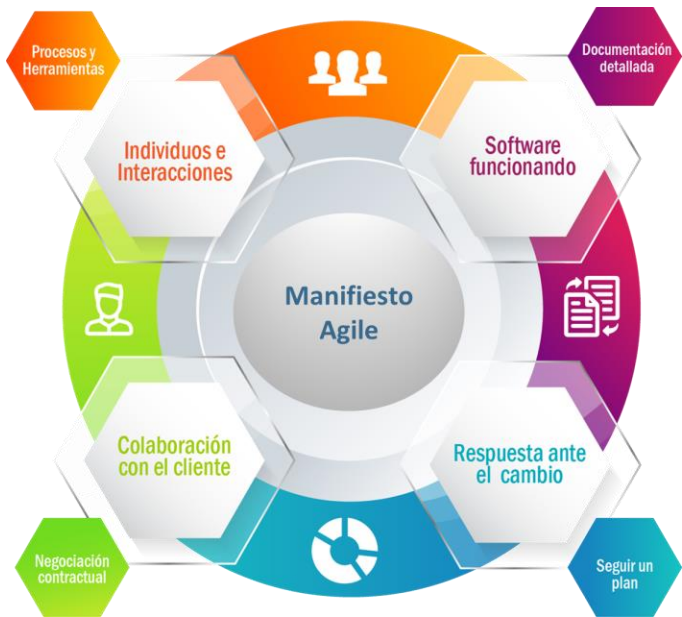 Procesos y
Herramientas
Documentación
detallada
Individuos e
Interacciones
Software
funcionando
Manifiesto
Agile
Colaboración
con el cliente
Respuesta ante
el cambio
Negociación
contractual
Seguir un
plan